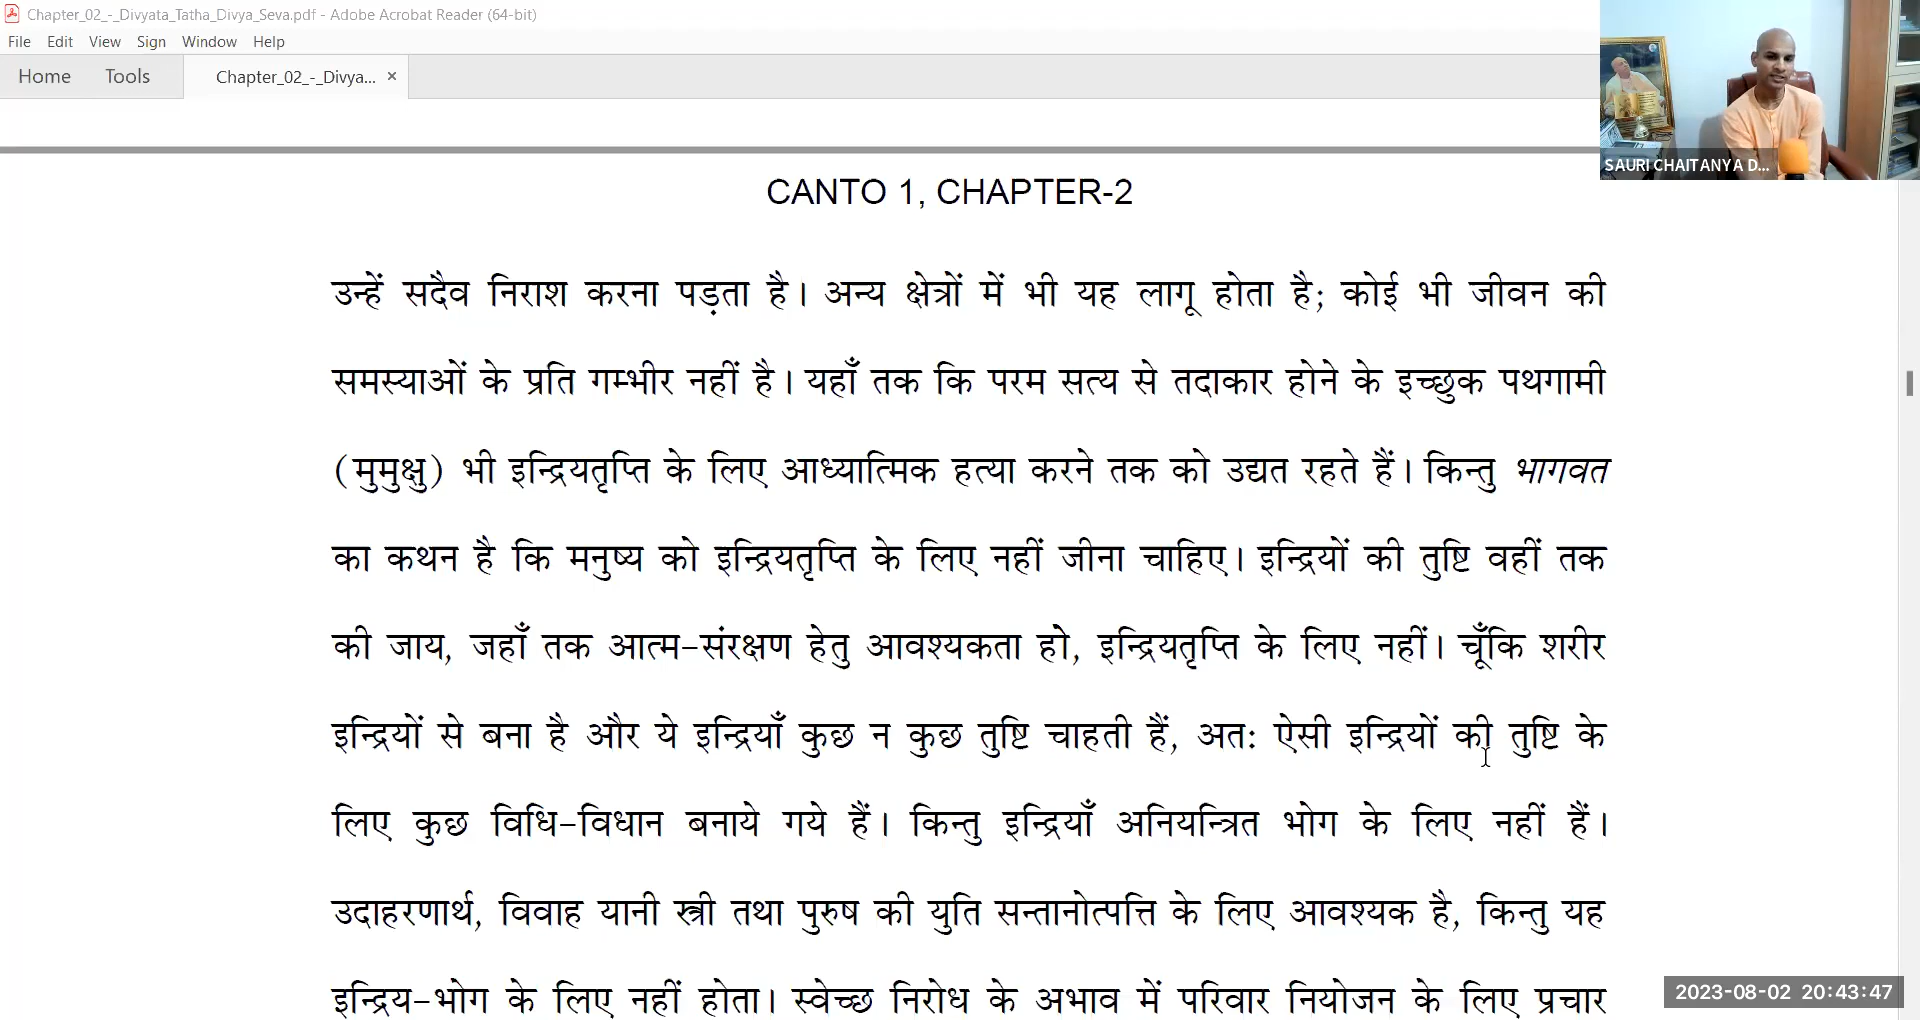 Chapter_02_-_Divyata_Tatha_Divya_Seva.pdf - Adobe Acrobat Reader (64-bit)
File Edit View Sign Window Help
Home Tools Chapter_02_-_Divya... ×
SAURI CHAITANYA D...
CANTO 1, CHAPTER-2
उन्हें सदैव निराश करना पड़ता है। अन्य क्षेत्रों में भी यह लागू होता है; कोई भी जीवन की
समस्याओं के प्रति गम्भीर नहीं है। यहाँ तक कि परम सत्य से तदाकार होने के इच्छुक पथगामी
(मुमुक्षु) भी इन्द्रियतृप्ति के लिए आध्यात्मिक हत्या करने तक को उद्यत रहते हैं। किन्तु भागवत
का कथन है कि मनुष्य को इन्द्रियतृप्ति के लिए नहीं जीना चाहिए। इन्द्रियों की तुष्टि वहीं तक
की जाय, जहाँ तक आत्म-संरक्षण हेतु आवश्यकता हो, इन्द्रियतृप्ति के लिए नहीं। चूँकि शरीर
इन्द्रियों से बना है और ये इन्द्रियाँ कुछ न कुछ तुष्टि चाहती हैं, अतः ऐसी इन्द्रियों की तुष्टि के
लिए कुछ विधि-विधान बनाये गये हैं। किन्तु इन्द्रियाँ अनियन्त्रित भोग के लिए नहीं हैं।
उदाहरणार्थ, विवाह यानी स्त्री तथा पुरुष की युति सन्तानोत्पत्ति के लिए आवश्यक है, किन्तु यह
इन्द्रिय-भोग के लिए नहीं होता। स्वेच्छ निरोध के अभाव में परिवार नियोजन के लिए प्रचार
2023-08-02 20:43:47